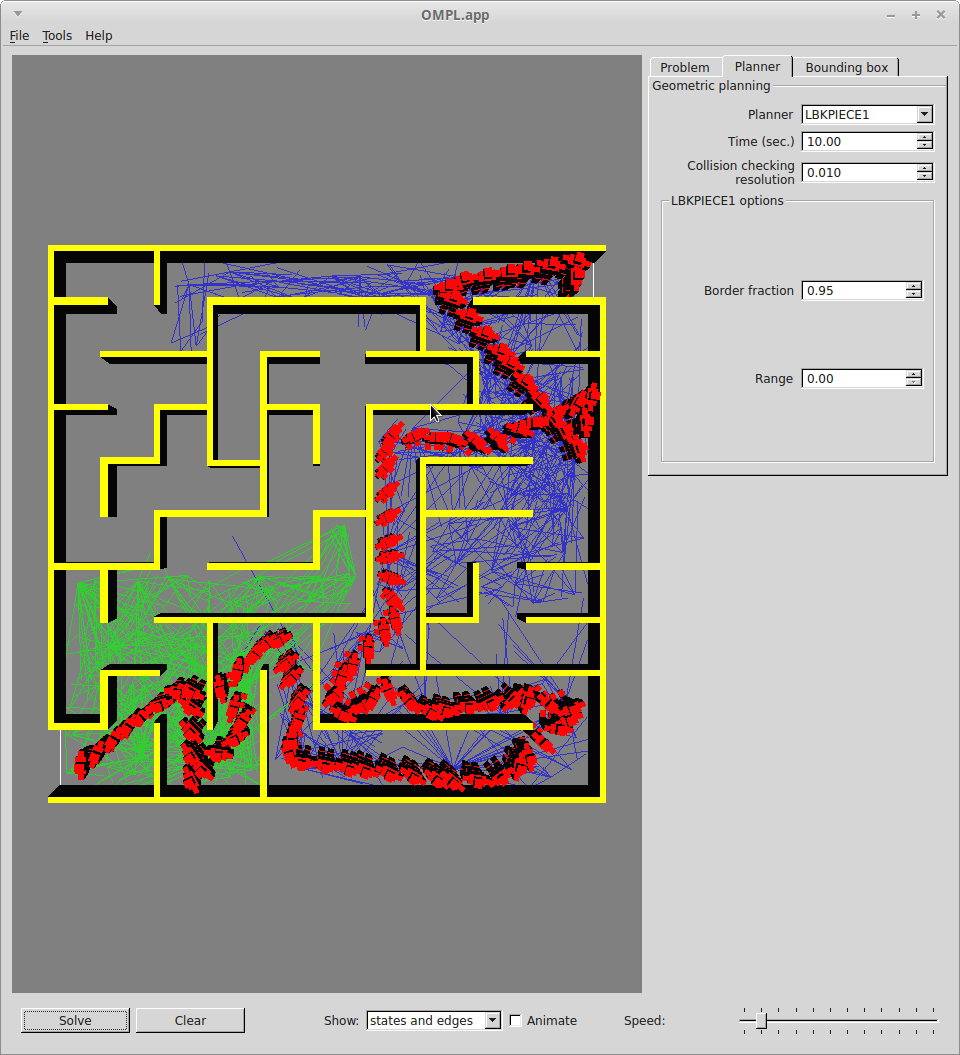 OMPL.app
File Tools Help
Problem Planner Bounding box
Geometric planning
Planner LBKPIECE1
Time (sec.) 10.00
Collision checking
resolution 0.010
LBKPIECE1 options
Border fraction 0.95
Range 0.00
Solve Clear Show: states and edges Animate Speed: